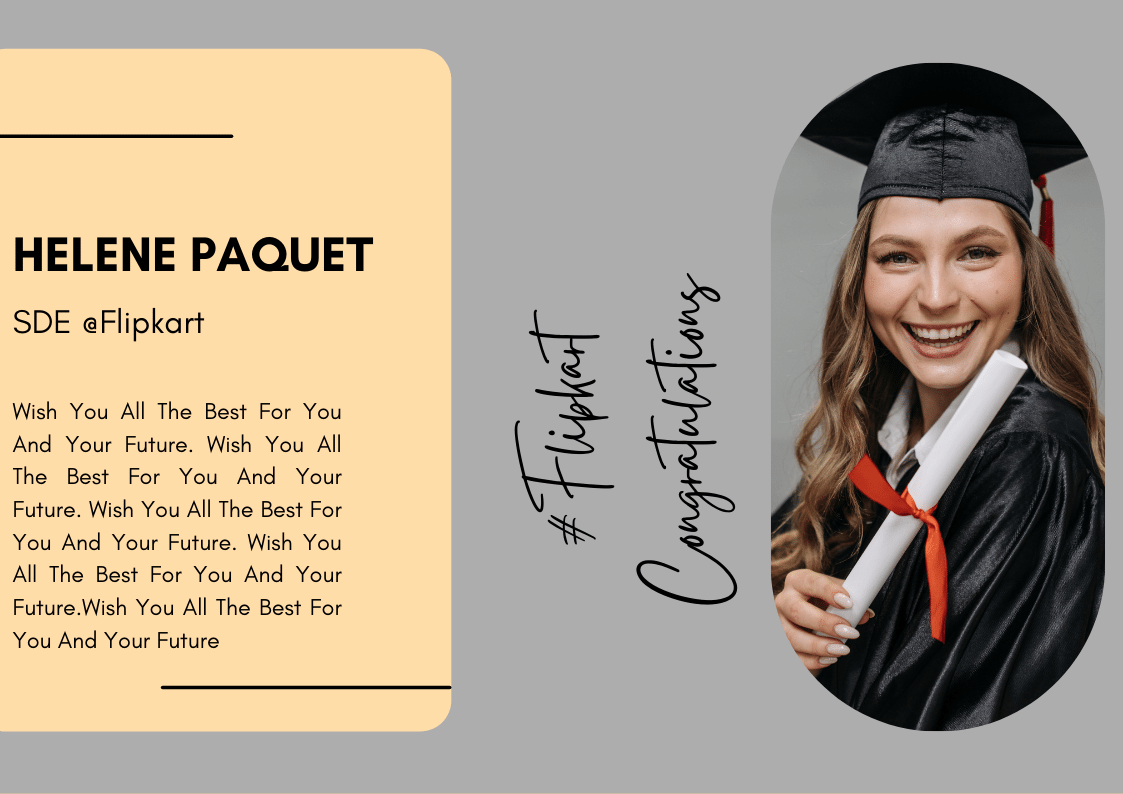 HELENE PAQUET
SDE @Flipkart
Wish You All The Best For You
And Your Future. Wish You All
The Best For You And Your
Future. Wish You All The Best For
You And Your Future. Wish You
All The Best For You And Your
Future.Wish You All The Best For
You And Your Future
#Flipkart
Congratulations